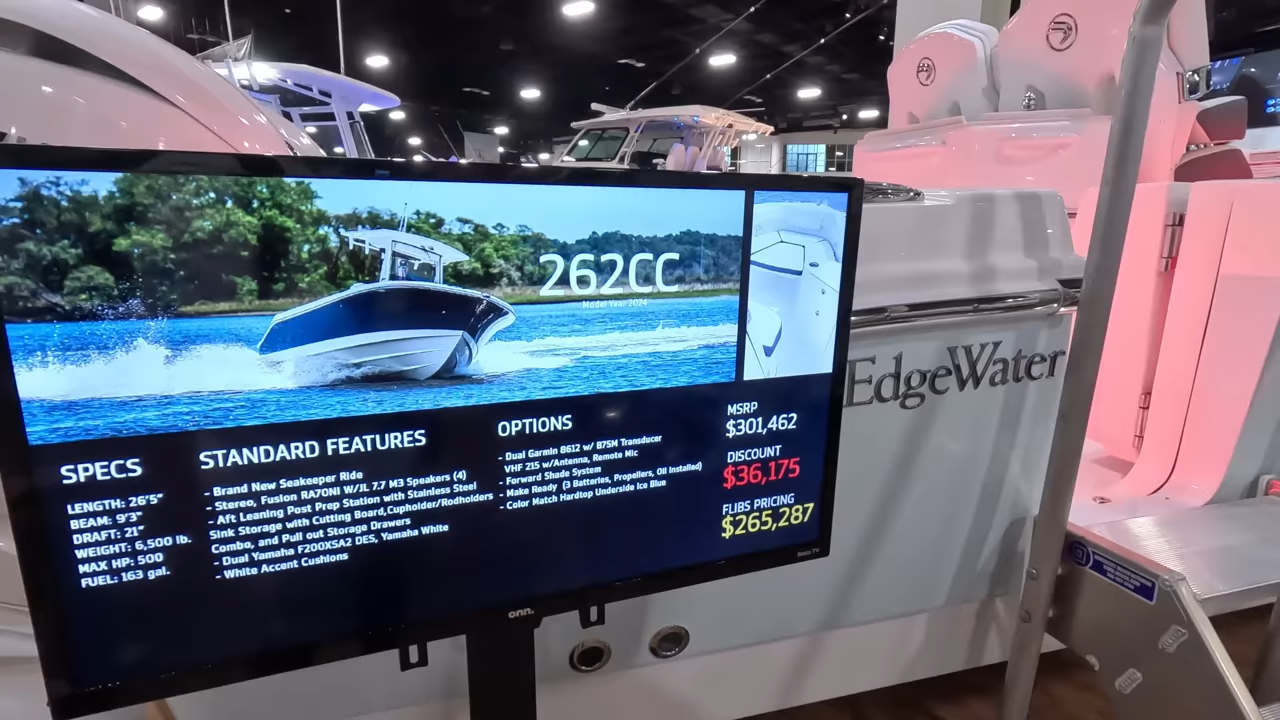 262CC
Model Year 2024
EdgeWater
SPECS
LENGTH: 26'5"
BEAM: 9'3"
DRAFT: 21"
WEIGHT: 6,500 lb.
MAX HP: 500
FUEL: 163 gal.
STANDARD FEATURES
- Brand New Seakeeper Ride
- Stereo, Fusion RA70NI W/JL 7.7 M3 Speakers (4)
- Aft Leaning Post Prep Station with Stainless Steel
Sink Storage with Cutting Board,Cupholder/Rodholders
Combo, and Pull out Storage Drawers
- Dual Yamaha F200XSA2 DES, Yamaha White
- White Accent Cushions
OPTIONS
- Dual Garmin 8612 w/ B75M Transducer
VHF 215 w/Antenna, Remote Mic
- Forward Shade System
- Make Ready (3 Batteries, Propellers, Oil Installed)
- Color Match Hardtop Underside Ice Blue
MSRP
$301,462
DISCOUNT
$36,175
FLIBS PRICING
$265,287
Roku TV
onn.